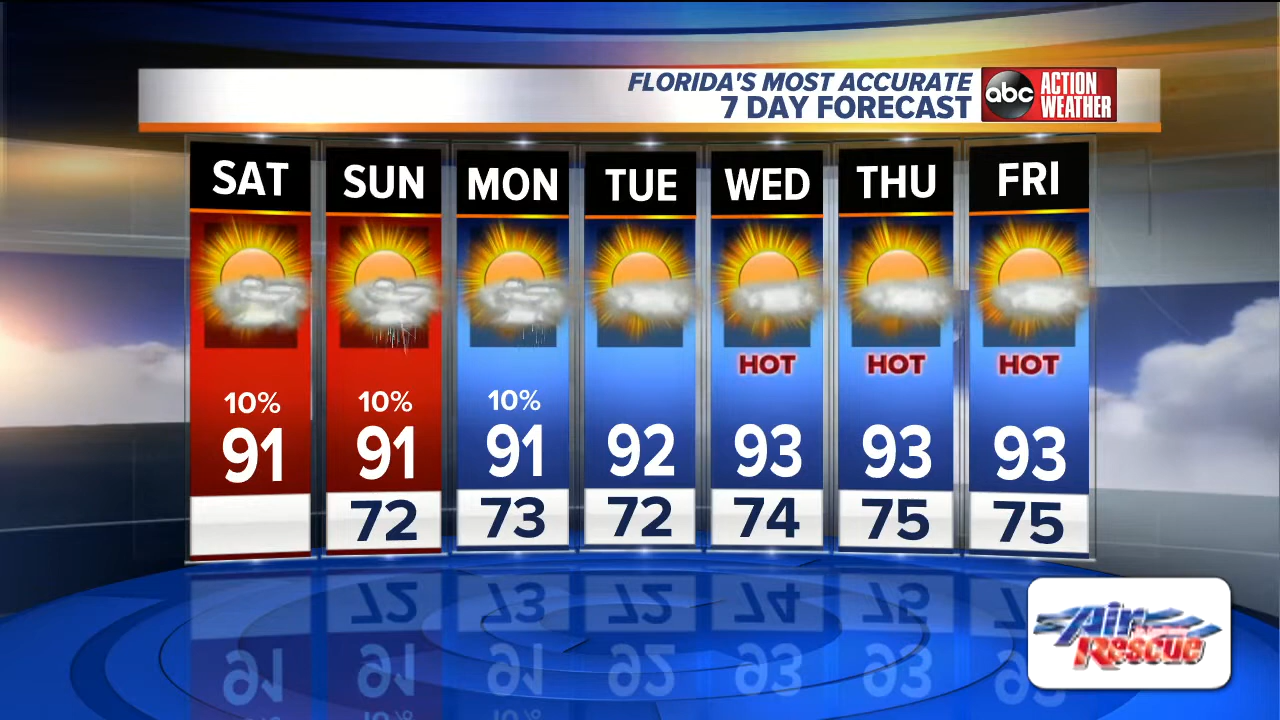 FLORIDA'S MOST ACCURATE
7 DAY FORECAST
abc
ACTION
WEATHER
SAT SUN MON TUE WED THU FRI
HOT HOT HOT
10% 10% 10%
91 91 91 92 93 93 93
72 73 72 74 75 75
Air
Rescue